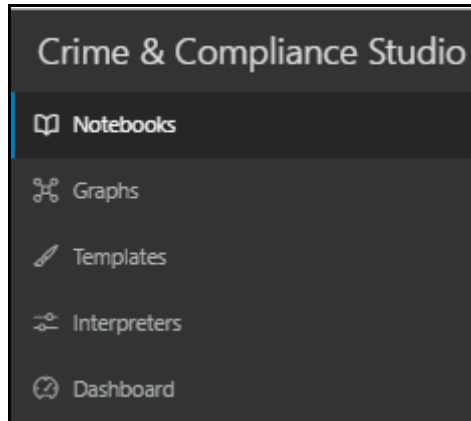 Crime & Compliance Studio
Notebooks
Graphs
Templates
Interpreters
Dashboard